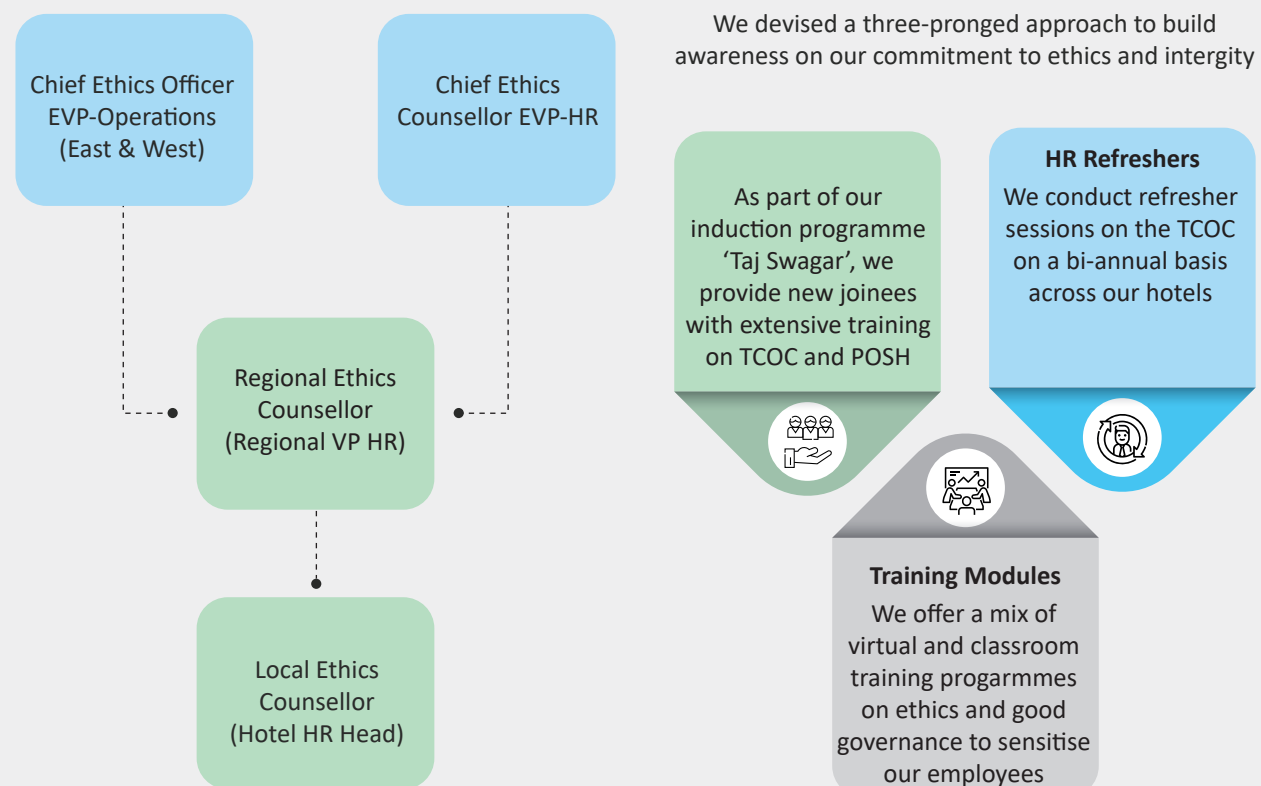 Chief Ethics Officer
EVP-Operations
(East & West)
Chief Ethics
Counsellor EVP-HR
Regional Ethics
Counsellor
(Regional VP HR)
Local Ethics
Counsellor
(Hotel HR Head)
We devised a three-pronged approach to build
awareness on our commitment to ethics and intergity
As part of our
induction programme
‘Taj Swagar’, we
provide new joinees
with extensive training
on TCOC and POSH
HR Refreshers
We conduct refresher
sessions on the TCOC
on a bi-annual basis
across our hotels
Training Modules
We offer a mix of
virtual and classroom
training progarmmes
on ethics and good
governance to sensitise
our employees